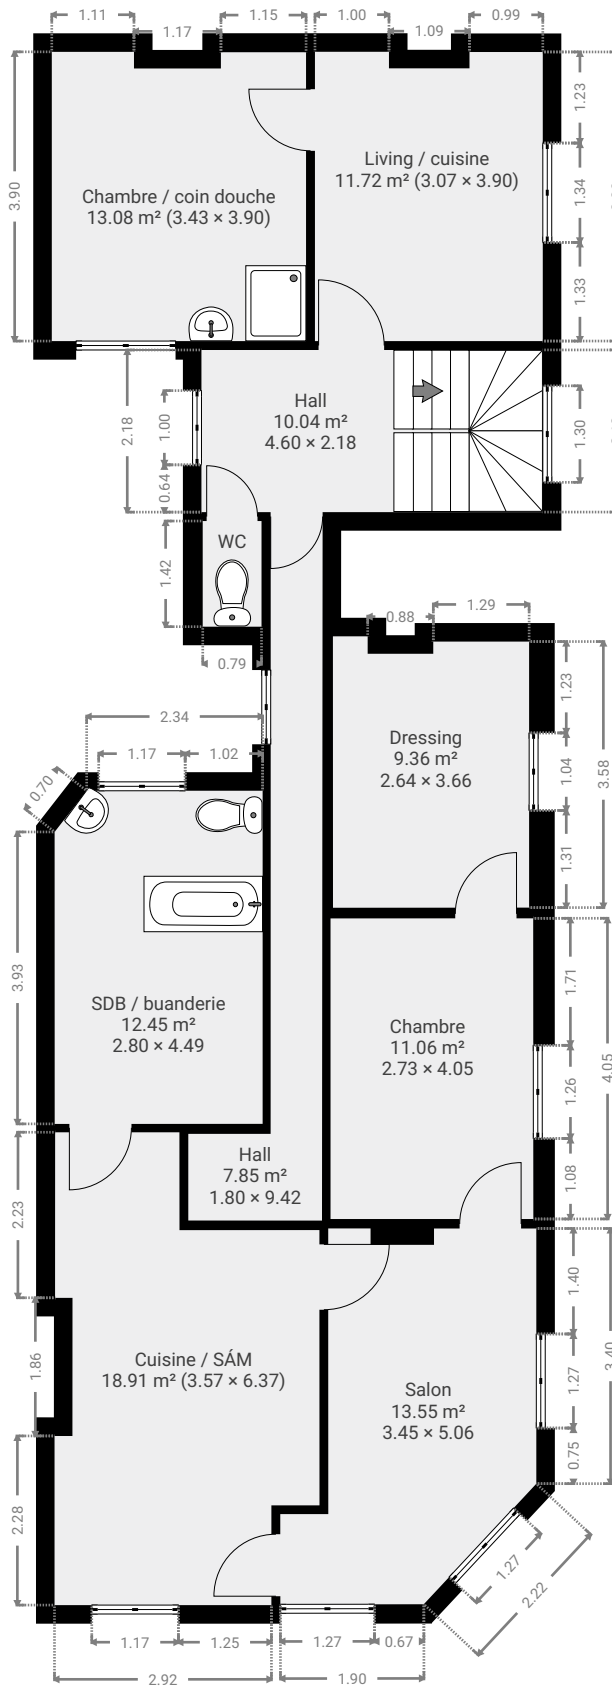 1.11
1.17
1.15
1.00
1.09
0.99
3.90
1.23
Living / cuisine
11.72 m² (3.07 × 3.90)
1.34
Chambre / coin douche
13.08 m² (3.43 × 3.90)
1.33
2.18
1.00
Hall
10.04 m²
4.60 × 2.18
1.30
0.64
WC
1.42
0.79
0.88
1.29
1.23
2.34
Dressing
9.36 m²
2.64 × 3.66
1.04
3.58
1.17
1.02
0.70
1.31
3.93
1.71
SDB / buanderie
12.45 m²
2.80 × 4.49
Chambre
11.06 m²
2.73 × 4.05
4.05
1.26
Hall
7.85 m²
1.80 × 9.42
1.08
2.23
1.40
1.86
Cuisine / SÁM
18.91 m² (3.57 × 6.37)
Salon
13.55 m²
3.45 × 5.06
3.40
1.27
0.75
2.28
1.27
2.22
1.17
1.25
1.27
0.67
2.92
1.90